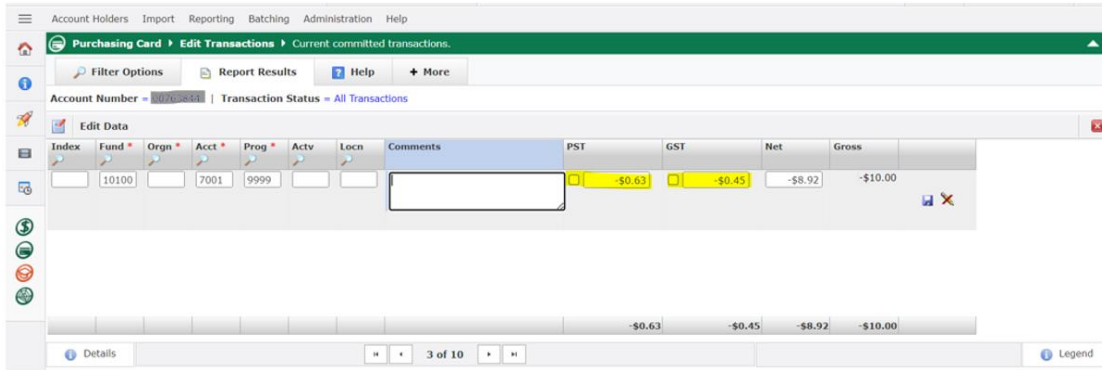 Account Holders Import Reporting Batching Administration Help
Purchasing Card Edit Transactions Current committed transactions.
Filter Options Report Results ? Help + More
Account Number = | Transaction Status = All Transactions
Edit Data
Index Fund * Orgn * Acct * Prog * Actv Locn Comments PST GST Net Gross
10100 7001 9999 -$0.63 -$0.45 -$8.92 -$10.00
-$0.63 -$0.45 -$8.92 -$10.00
Details 3 of 10 Legend